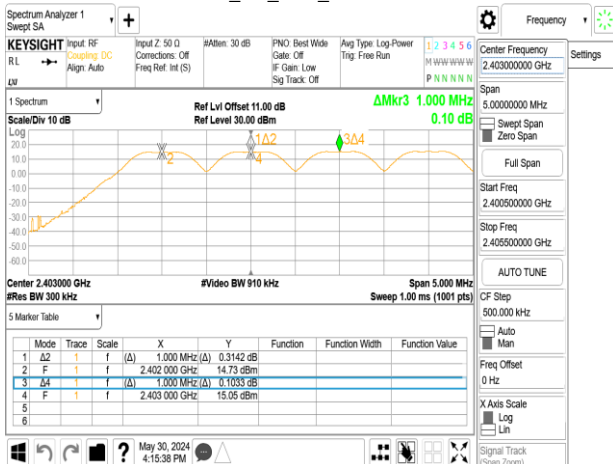 Spectrum Analyzer 1
Swept SA
Frequency
Settings
KEYSIGHT
RL
LXI
Input: RF
Coupling: DC
Align: Auto
Input Z: 50 Ω
Corrections: Off
Freq Ref: Int (S)
#Atten: 30 dB
PNO: Best Wide
Gate: Off
IF Gain: Low
Sig Track: Off
Avg Type: Log-Power
Trig: Free Run
1 2 3 4 5 6
M W W W W W
P N N N N N
1 Spectrum
Scale/Div 10 dB
Ref Lvl Offset 11.00 dB
Ref Level 30.00 dBm
ΔMkr3 1.000 MHz
0.10 dB
Log
20.0
10.0
0.00
-10.0
-20.0
-30.0
-40.0
-50.0
-60.0
2
1Δ2
4
3Δ4
Center 2.403000 GHz
#Res BW 300 kHz
#Video BW 910 kHz
Span 5.000 MHz
Sweep 1.00 ms (1001 pts)
5 Marker Table
Mode Trace Scale X Y Function Function Width Function Value
1 Δ2 1 f (Δ) 1.000 MHz (Δ) 0.3142 dB
2 F 1 f 2.402 000 GHz 14.73 dBm
3 Δ4 1 f (Δ) 1.000 MHz (Δ) 0.1033 dB
4 F 1 f 2.403 000 GHz 15.05 dBm
5
6
May 30, 2024
4:15:38 PM
Center Frequency
2.403000000 GHz
Span
5.00000000 MHz
Swept Span
Zero Span
Full Span
Start Freq
2.400500000 GHz
Stop Freq
2.405500000 GHz
AUTO TUNE
CF Step
500.000 kHz
Auto
Man
Freq Offset
0 Hz
X Axis Scale
Log
Lin
Signal Track
(Span Zoom)